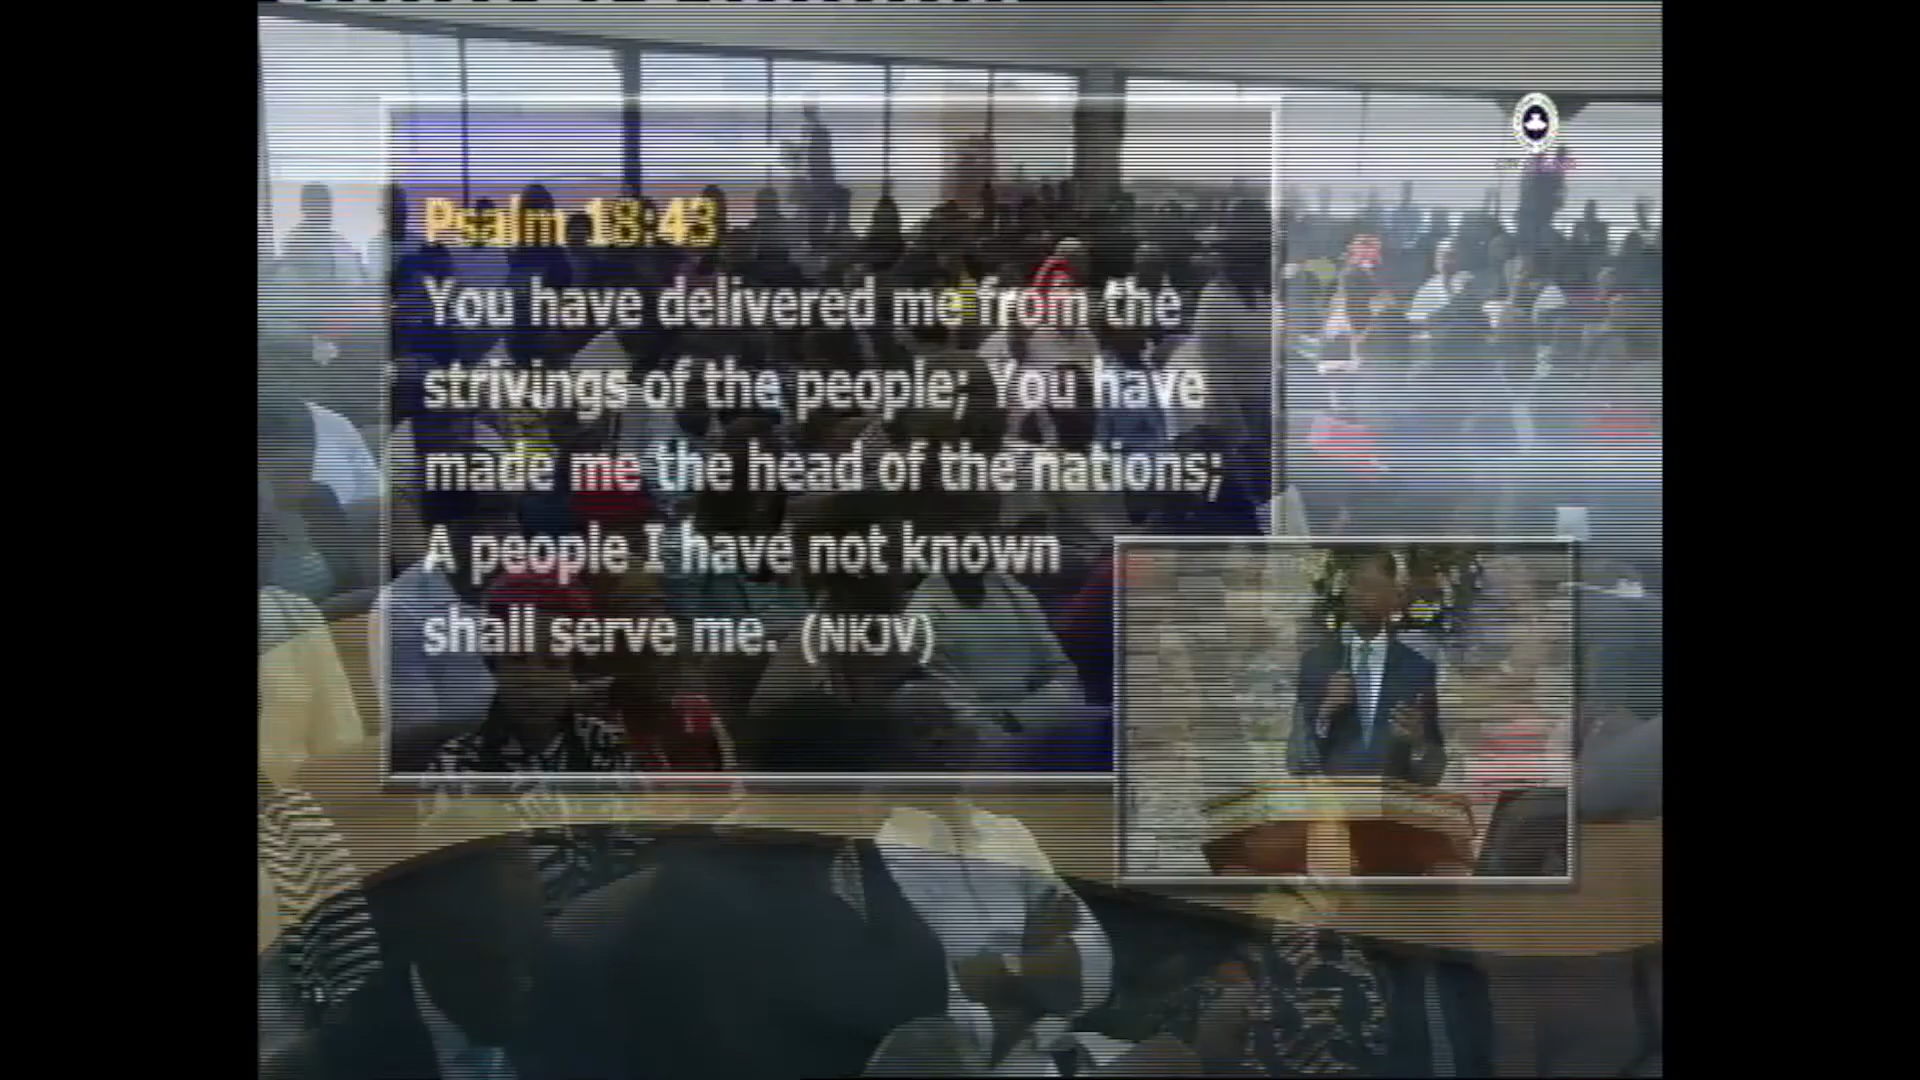 Psalm 18:43
You have delivered me from the
strivings of the people; You have
made me the head of the nations;
A people I have not known
shall serve me. (NKJV)